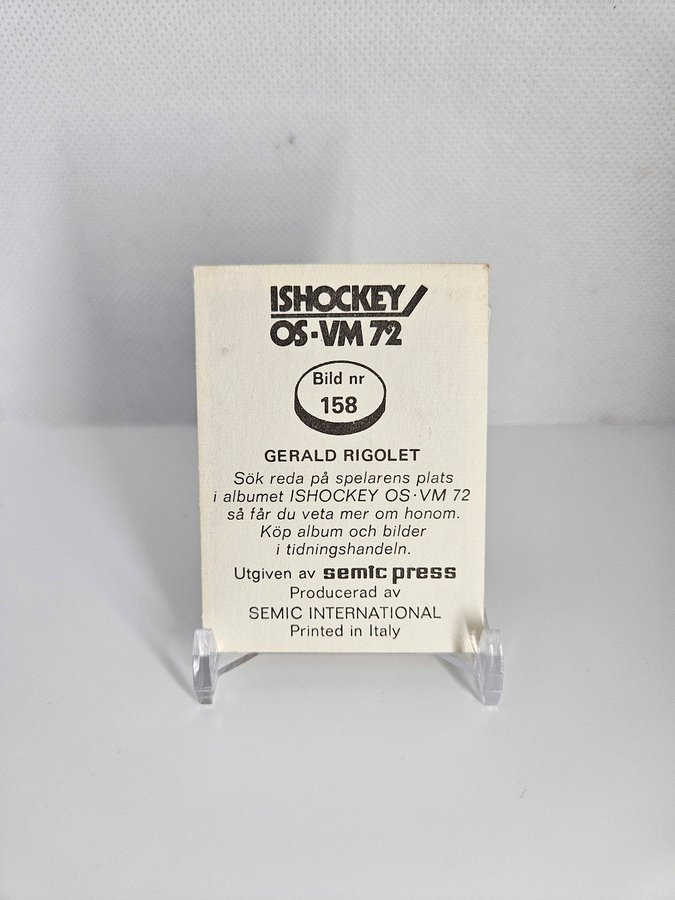 ISHOCKEY
OS·VM 72
Bild nr
158
GERALD RIGOLET
Sök reda på spelarens plats
i albumet ISHOCKEY OS·VM 72
så får du veta mer om honom.
Köp album och bilder
i tidningshandeln.
Utgiven av semic press
Producerad av
SEMIC INTERNATIONAL
Printed in Italy